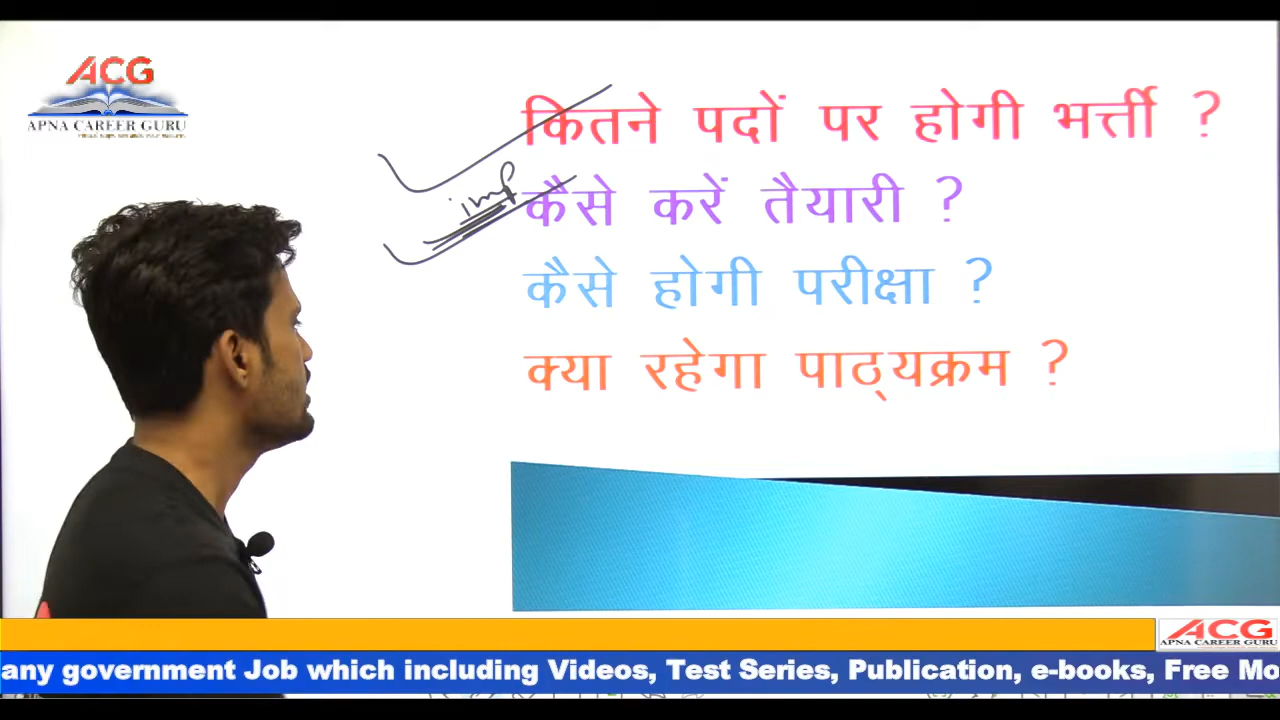 ACG
APNA CAREER GURU
कितने पदों पर होगी भर्त्ती ?
imp
कैसे करें तैयारी ?
कैसे होगी परीक्षा ?
क्या रहेगा पाठ्यक्रम ?
ACG
APNA CAREER GURU
any government Job which including Videos, Test Series, Publication, e-books, Free Mo